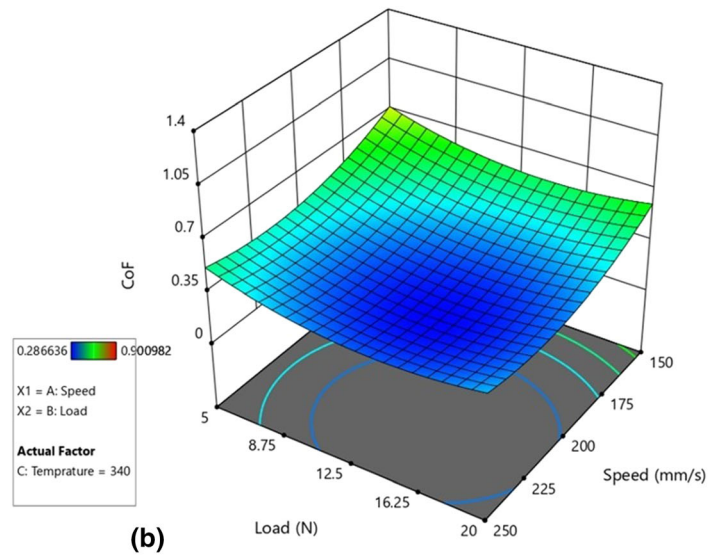 1.4
1.05
0.7
0.35
0
CoF
0.286636 0.900982
X1 = A: Speed
X2 = B: Load
Actual Factor
C: Temprature = 340
5
8.75
12.5
16.25
20
Load (N)
150
175
200
225
250
Speed (mm/s)
(b)